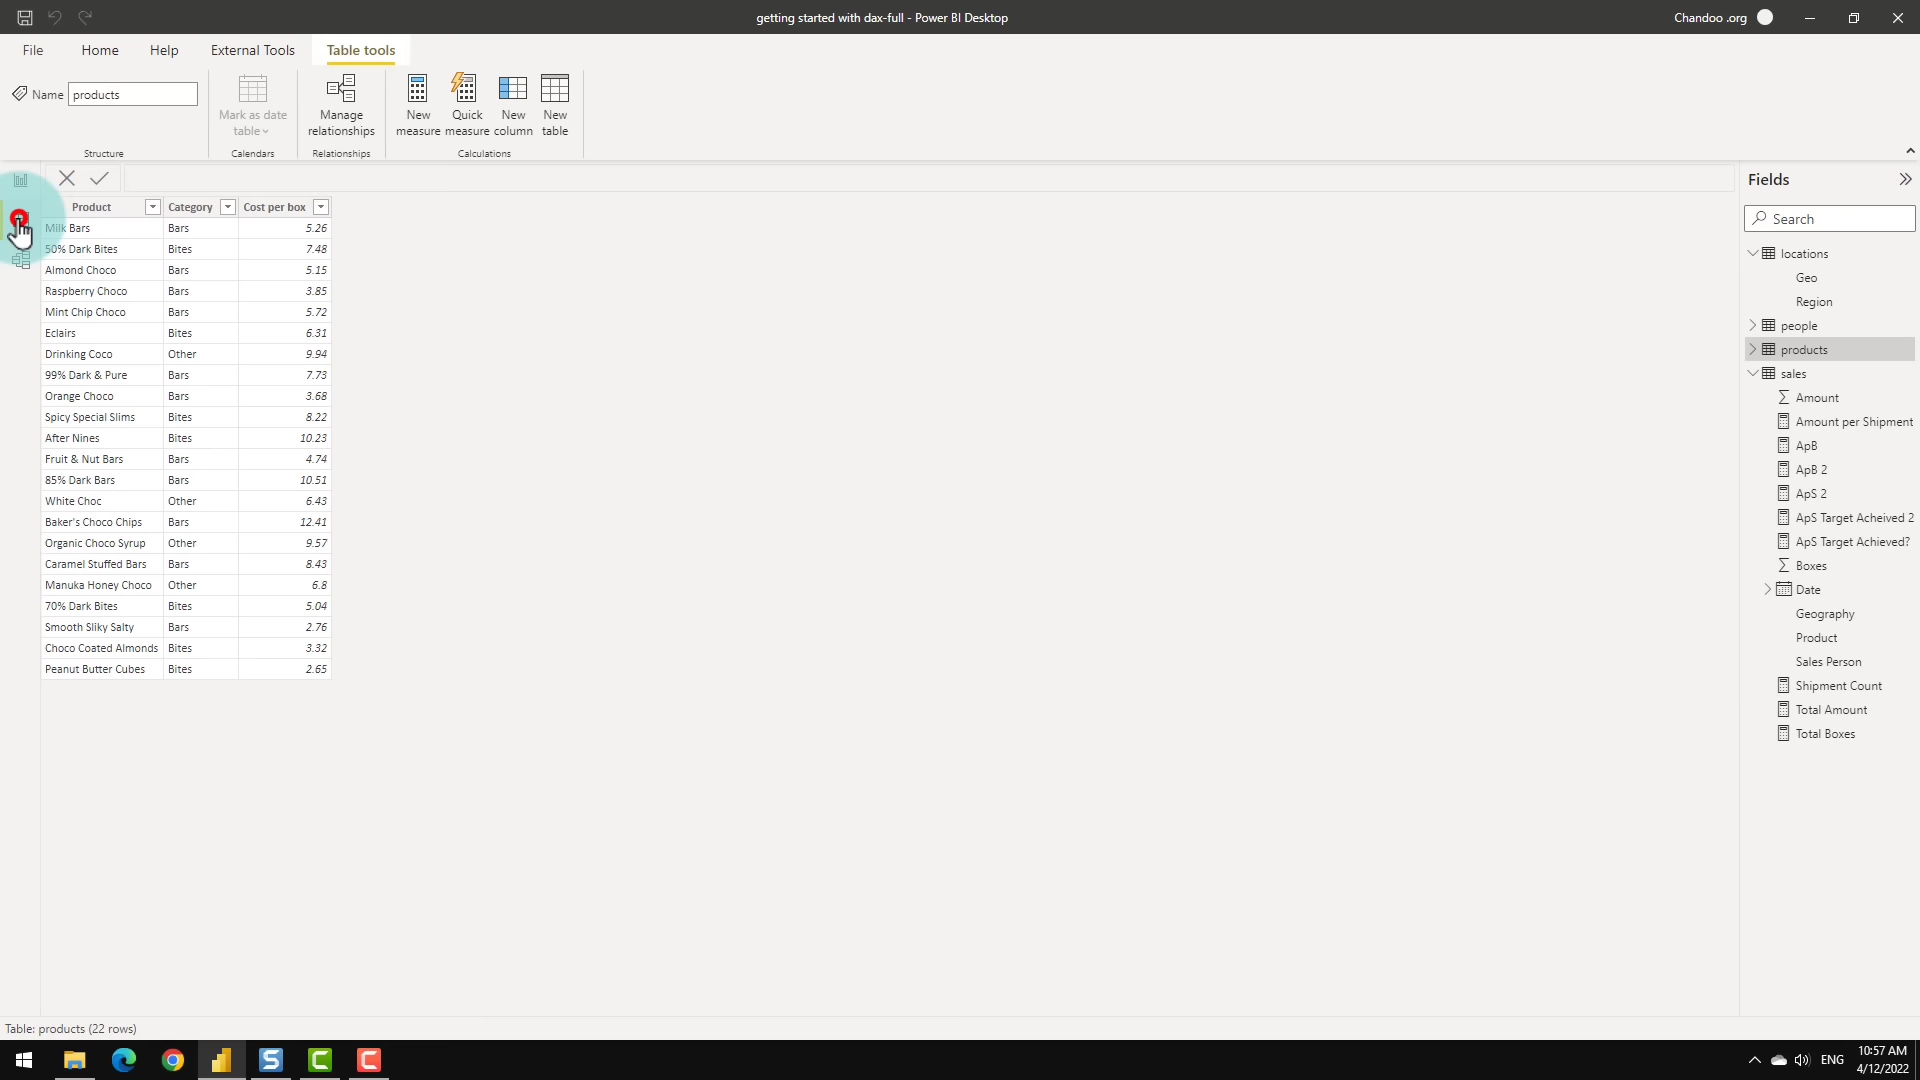 getting started with dax-full - Power BI Desktop
Chandoo .org
File Home Help External Tools Table tools
Name products
Mark as date table
Manage relationships
New measure
Quick measure
New column
New table
Structure Calendars Relationships Calculations
Fields
Search
Product Category Cost per box
Milk Bars Bars 5.26
50% Dark Bites Bites 7.48
Almond Choco Bars 5.15
Raspberry Choco Bars 3.85
Mint Chip Choco Bars 5.72
Eclairs Bites 6.31
Drinking Coco Other 9.94
99% Dark & Pure Bars 7.73
Orange Choco Bars 3.68
Spicy Special Slims Bites 8.22
After Nines Bites 10.23
Fruit & Nut Bars Bars 4.74
85% Dark Bars Bars 10.51
White Choc Other 6.43
Baker's Choco Chips Bars 12.41
Organic Choco Syrup Other 9.57
Caramel Stuffed Bars Bars 8.43
Manuka Honey Choco Other 6.8
70% Dark Bites Bites 5.04
Smooth Sliky Salty Bars 2.76
Choco Coated Almonds Bites 3.32
Peanut Butter Cubes Bites 2.65
locations
Geo
Region
people
products
sales
Amount
Amount per Shipment
ApB
ApB 2
ApS 2
ApS Target Acheived 2
ApS Target Achieved?
Boxes
Date
Geography
Product
Sales Person
Shipment Count
Total Amount
Total Boxes
Table: products (22 rows)
ENG
10:57 AM
4/12/2022